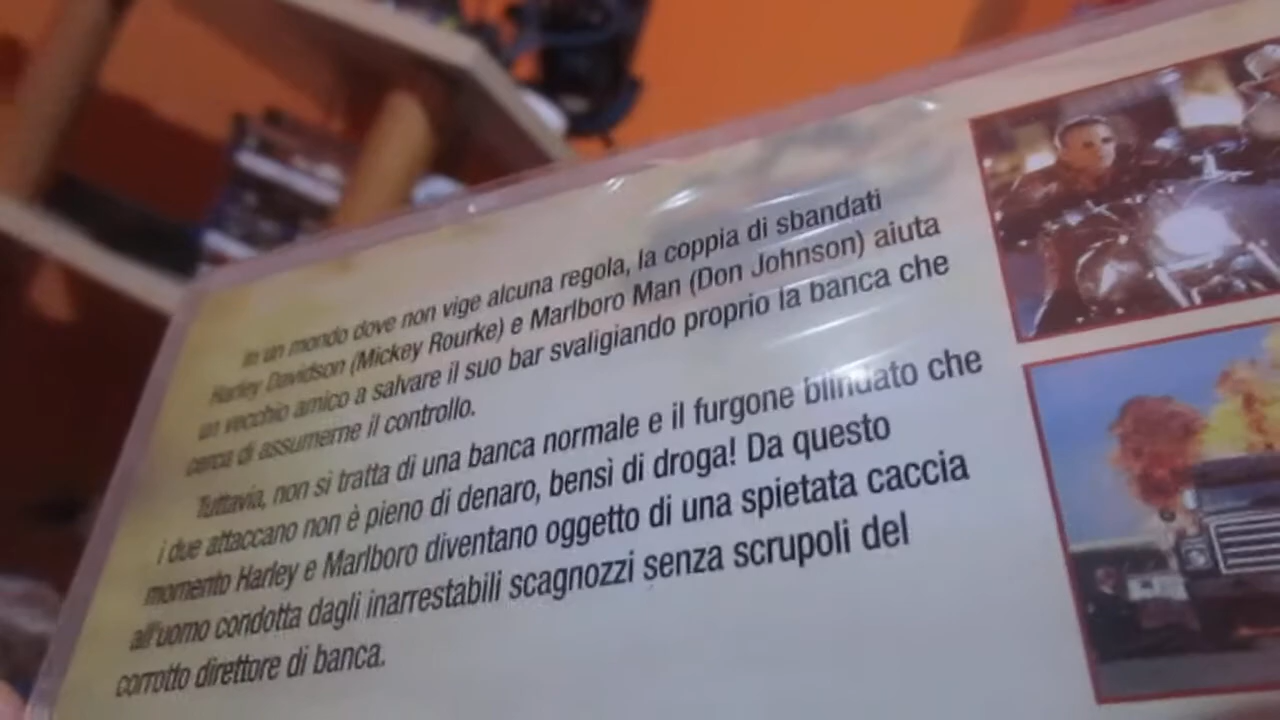 In un mondo dove non vige alcuna regola, la coppia di sbandati
Harley Davidson (Mickey Rourke) e Marlboro Man (Don Johnson) aiuta
un vecchio amico a salvare il suo bar svaligiando proprio la banca che
cerca di assumerne il controllo.
Tuttavia, non si tratta di una banca normale e il furgone blindato che
i due attaccano non è pieno di denaro, bensì di droga! Da questo
momento Harley e Marlboro diventano oggetto di una spietata caccia
all'uomo condotta dagli inarrestabili scagnozzi senza scrupoli del
corrotto direttore di banca.